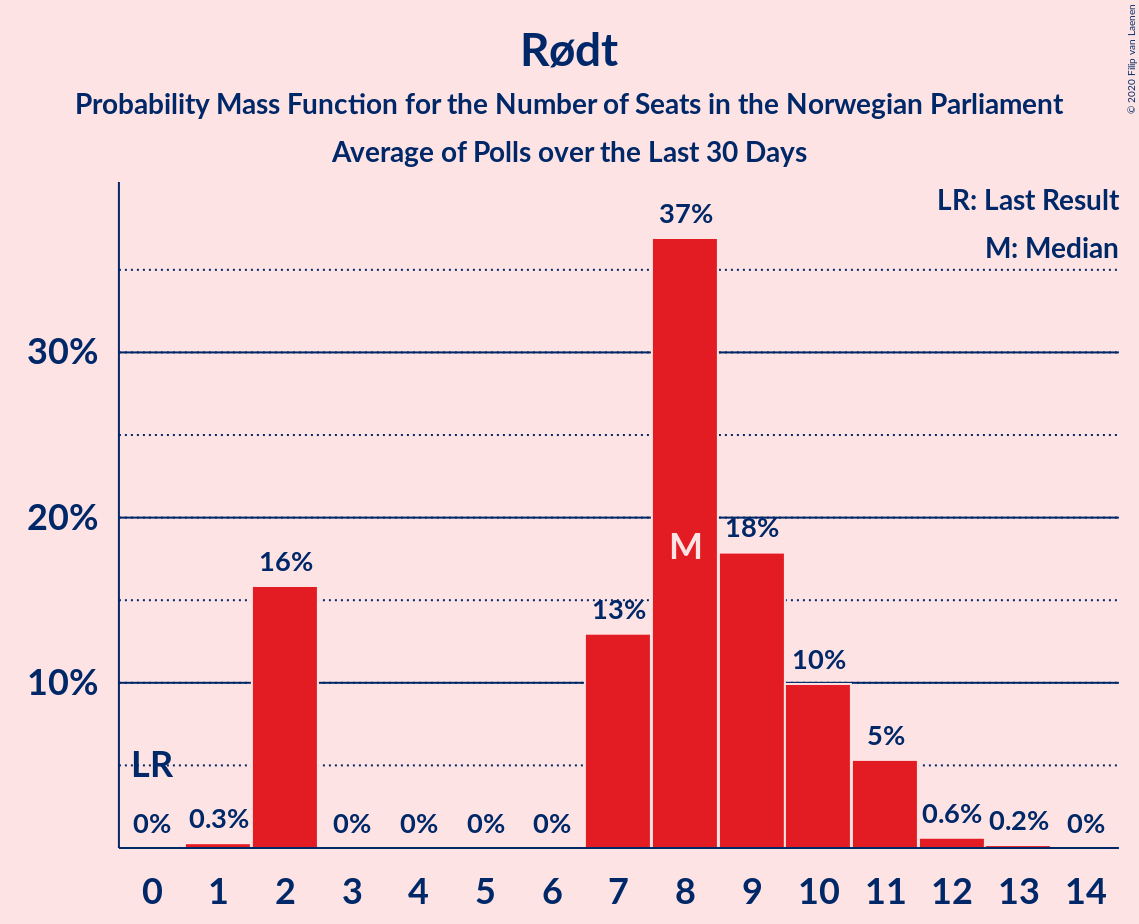 © 2020 Filip van Laenen
Rødt
Probability Mass Function for the Number of Seats in the Norwegian Parliament
Average of Polls over the Last 30 Days
LR: Last Result
M: Median
37%
30%
20%
18%
M
16%
13%
10%
10%
5%
LR
0% 0.3% 0% 0% 0% 0% 0.6% 0.2% 0%
0 1 2 3 4 5 6 7 8 9 10 11 12 13 14